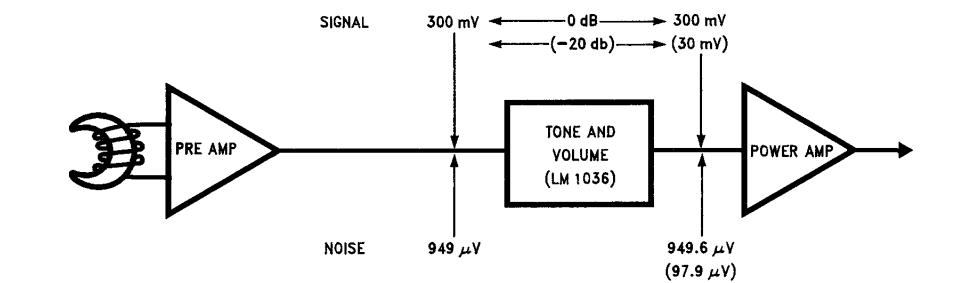 SIGNAL 300 mV 0 dB 300 mV
(−20 db) (30 mV)
PRE AMP
TONE AND
VOLUME
(LM 1036)
POWER AMP
NOISE 949 μV 949.6 μV
(97.9 μV)